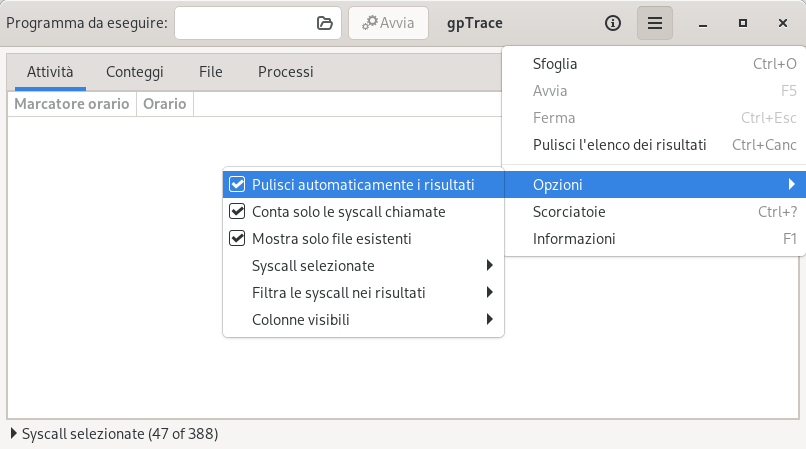 Programma da eseguire:
Avvia
gpTrace
Attività
Conteggi
File
Processi
Marcatore orario
Orario
Sfoglia Ctrl+O
Avvia F5
Ferma Ctrl+Esc
Pulisci l'elenco dei risultati Ctrl+Canc
Opzioni
Scorciatoie Ctrl+?
Informazioni F1
Pulisci automaticamente i risultati
Conta solo le syscall chiamate
Mostra solo file esistenti
Syscall selezionate
Filtra le syscall nei risultati
Colonne visibili
Syscall selezionate (47 of 388)